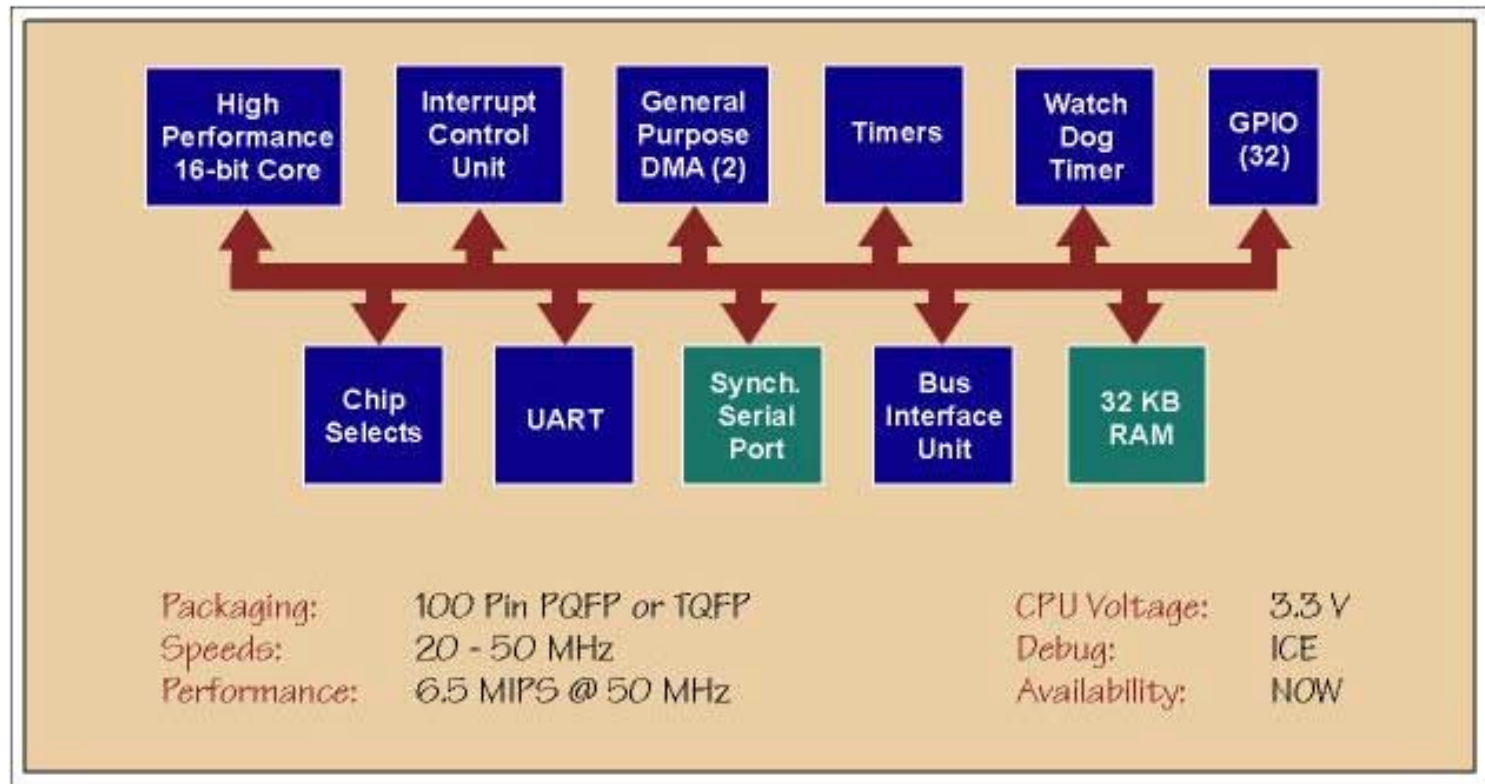 High
Performance
16-bit Core
Interrupt
Control
Unit
General
Purpose
DMA (2)
Timers
Watch
Dog
Timer
GPIO
(32)
Chip
Selects
UART
Synch.
Serial
Port
Bus
Interface
Unit
32 KB
RAM
Packaging: 100 Pin PQFP or TQFP
Speeds: 20 - 50 MHz
Performance: 6.5 MIPS @ 50 MHz
CPU Voltage: 3.3 V
Debug: ICE
Availability: NOW